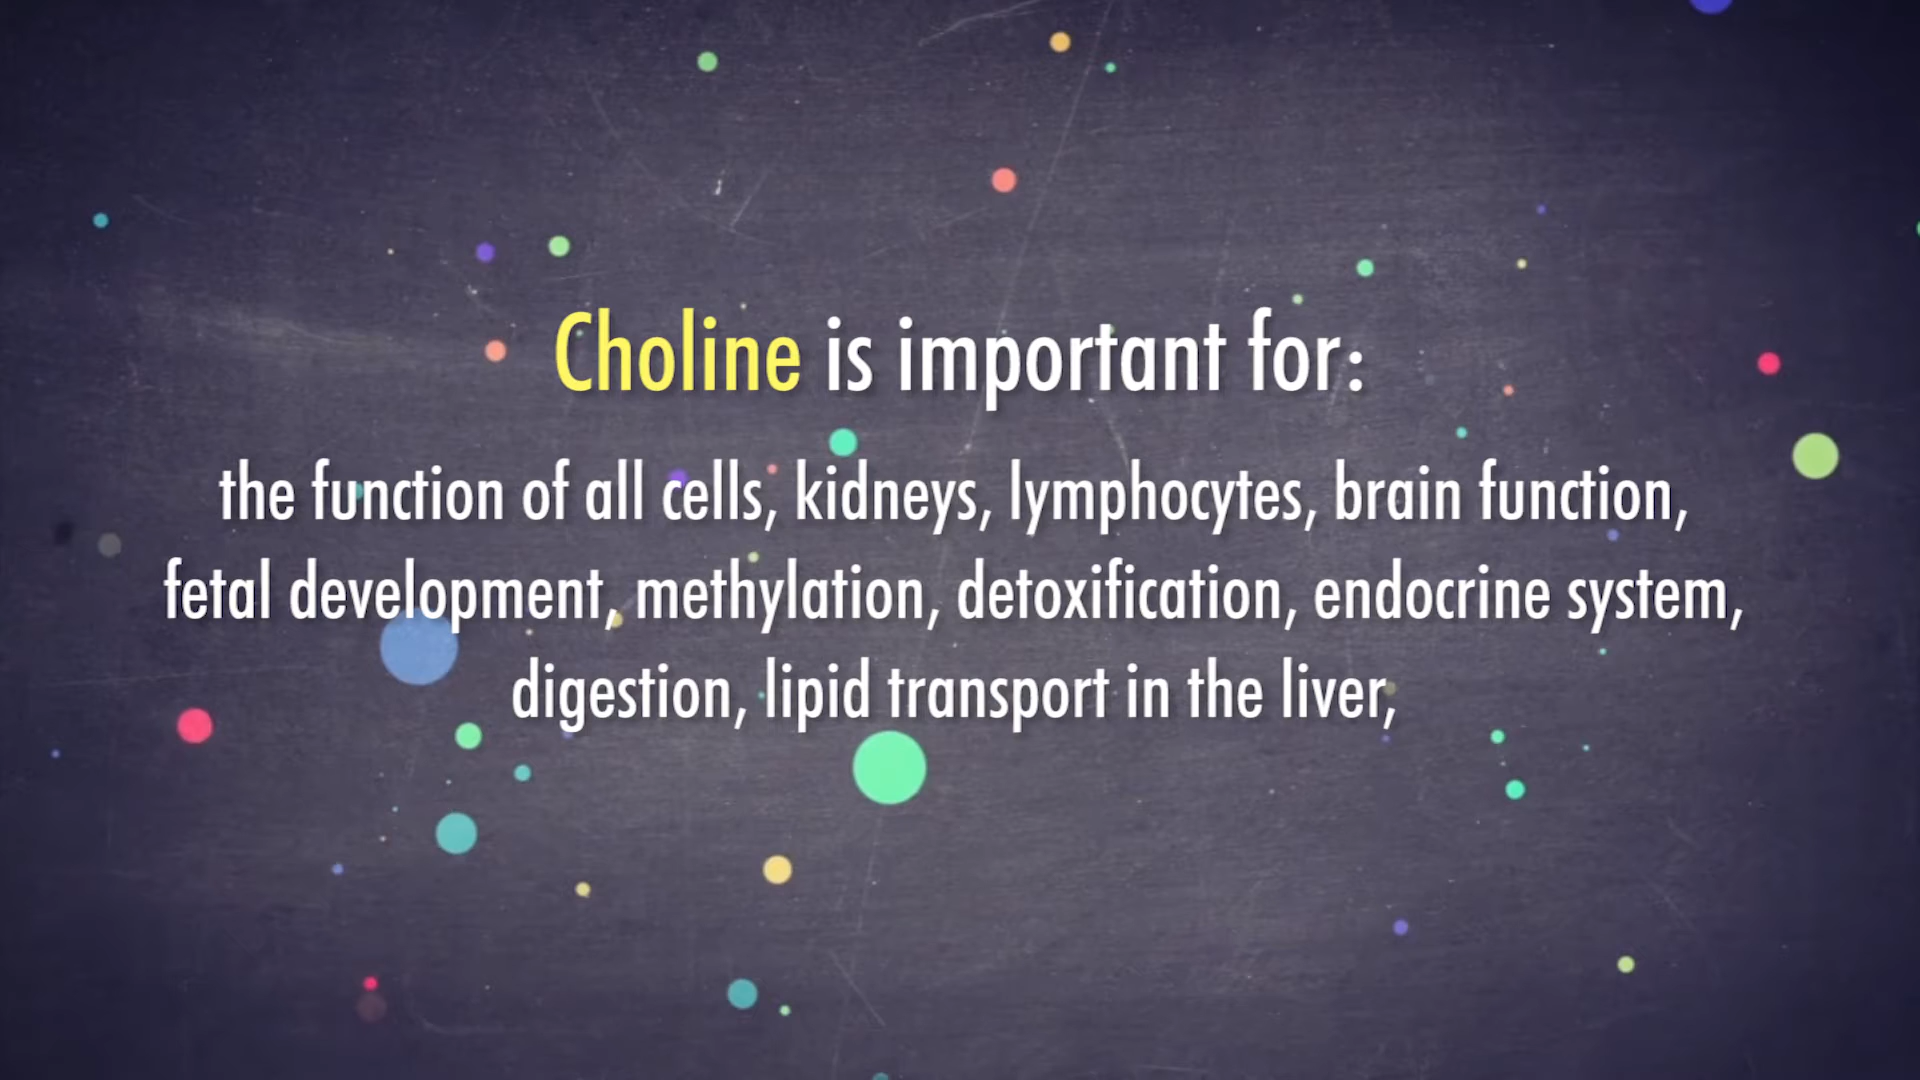 Choline is important for:
the function of all cells, kidneys, lymphocytes, brain function,
fetal development, methylation, detoxification, endocrine system,
digestion, lipid transport in the liver,